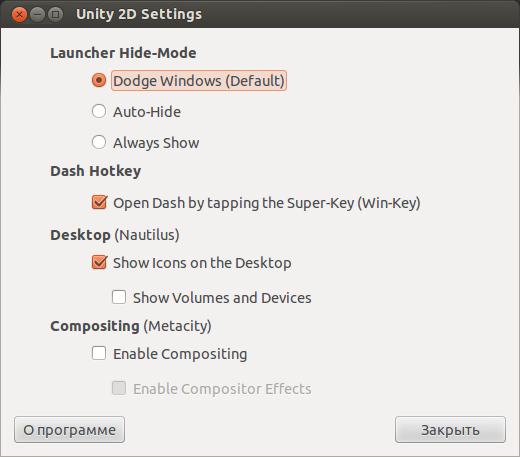 Unity 2D Settings
Launcher Hide-Mode
Dodge Windows (Default)
Auto-Hide
Always Show
Dash Hotkey
Open Dash by tapping the Super-Key (Win-Key)
Desktop (Nautilus)
Show Icons on the Desktop
Show Volumes and Devices
Compositing (Metacity)
Enable Compositing
Enable Compositor Effects
О программе
Закрыть